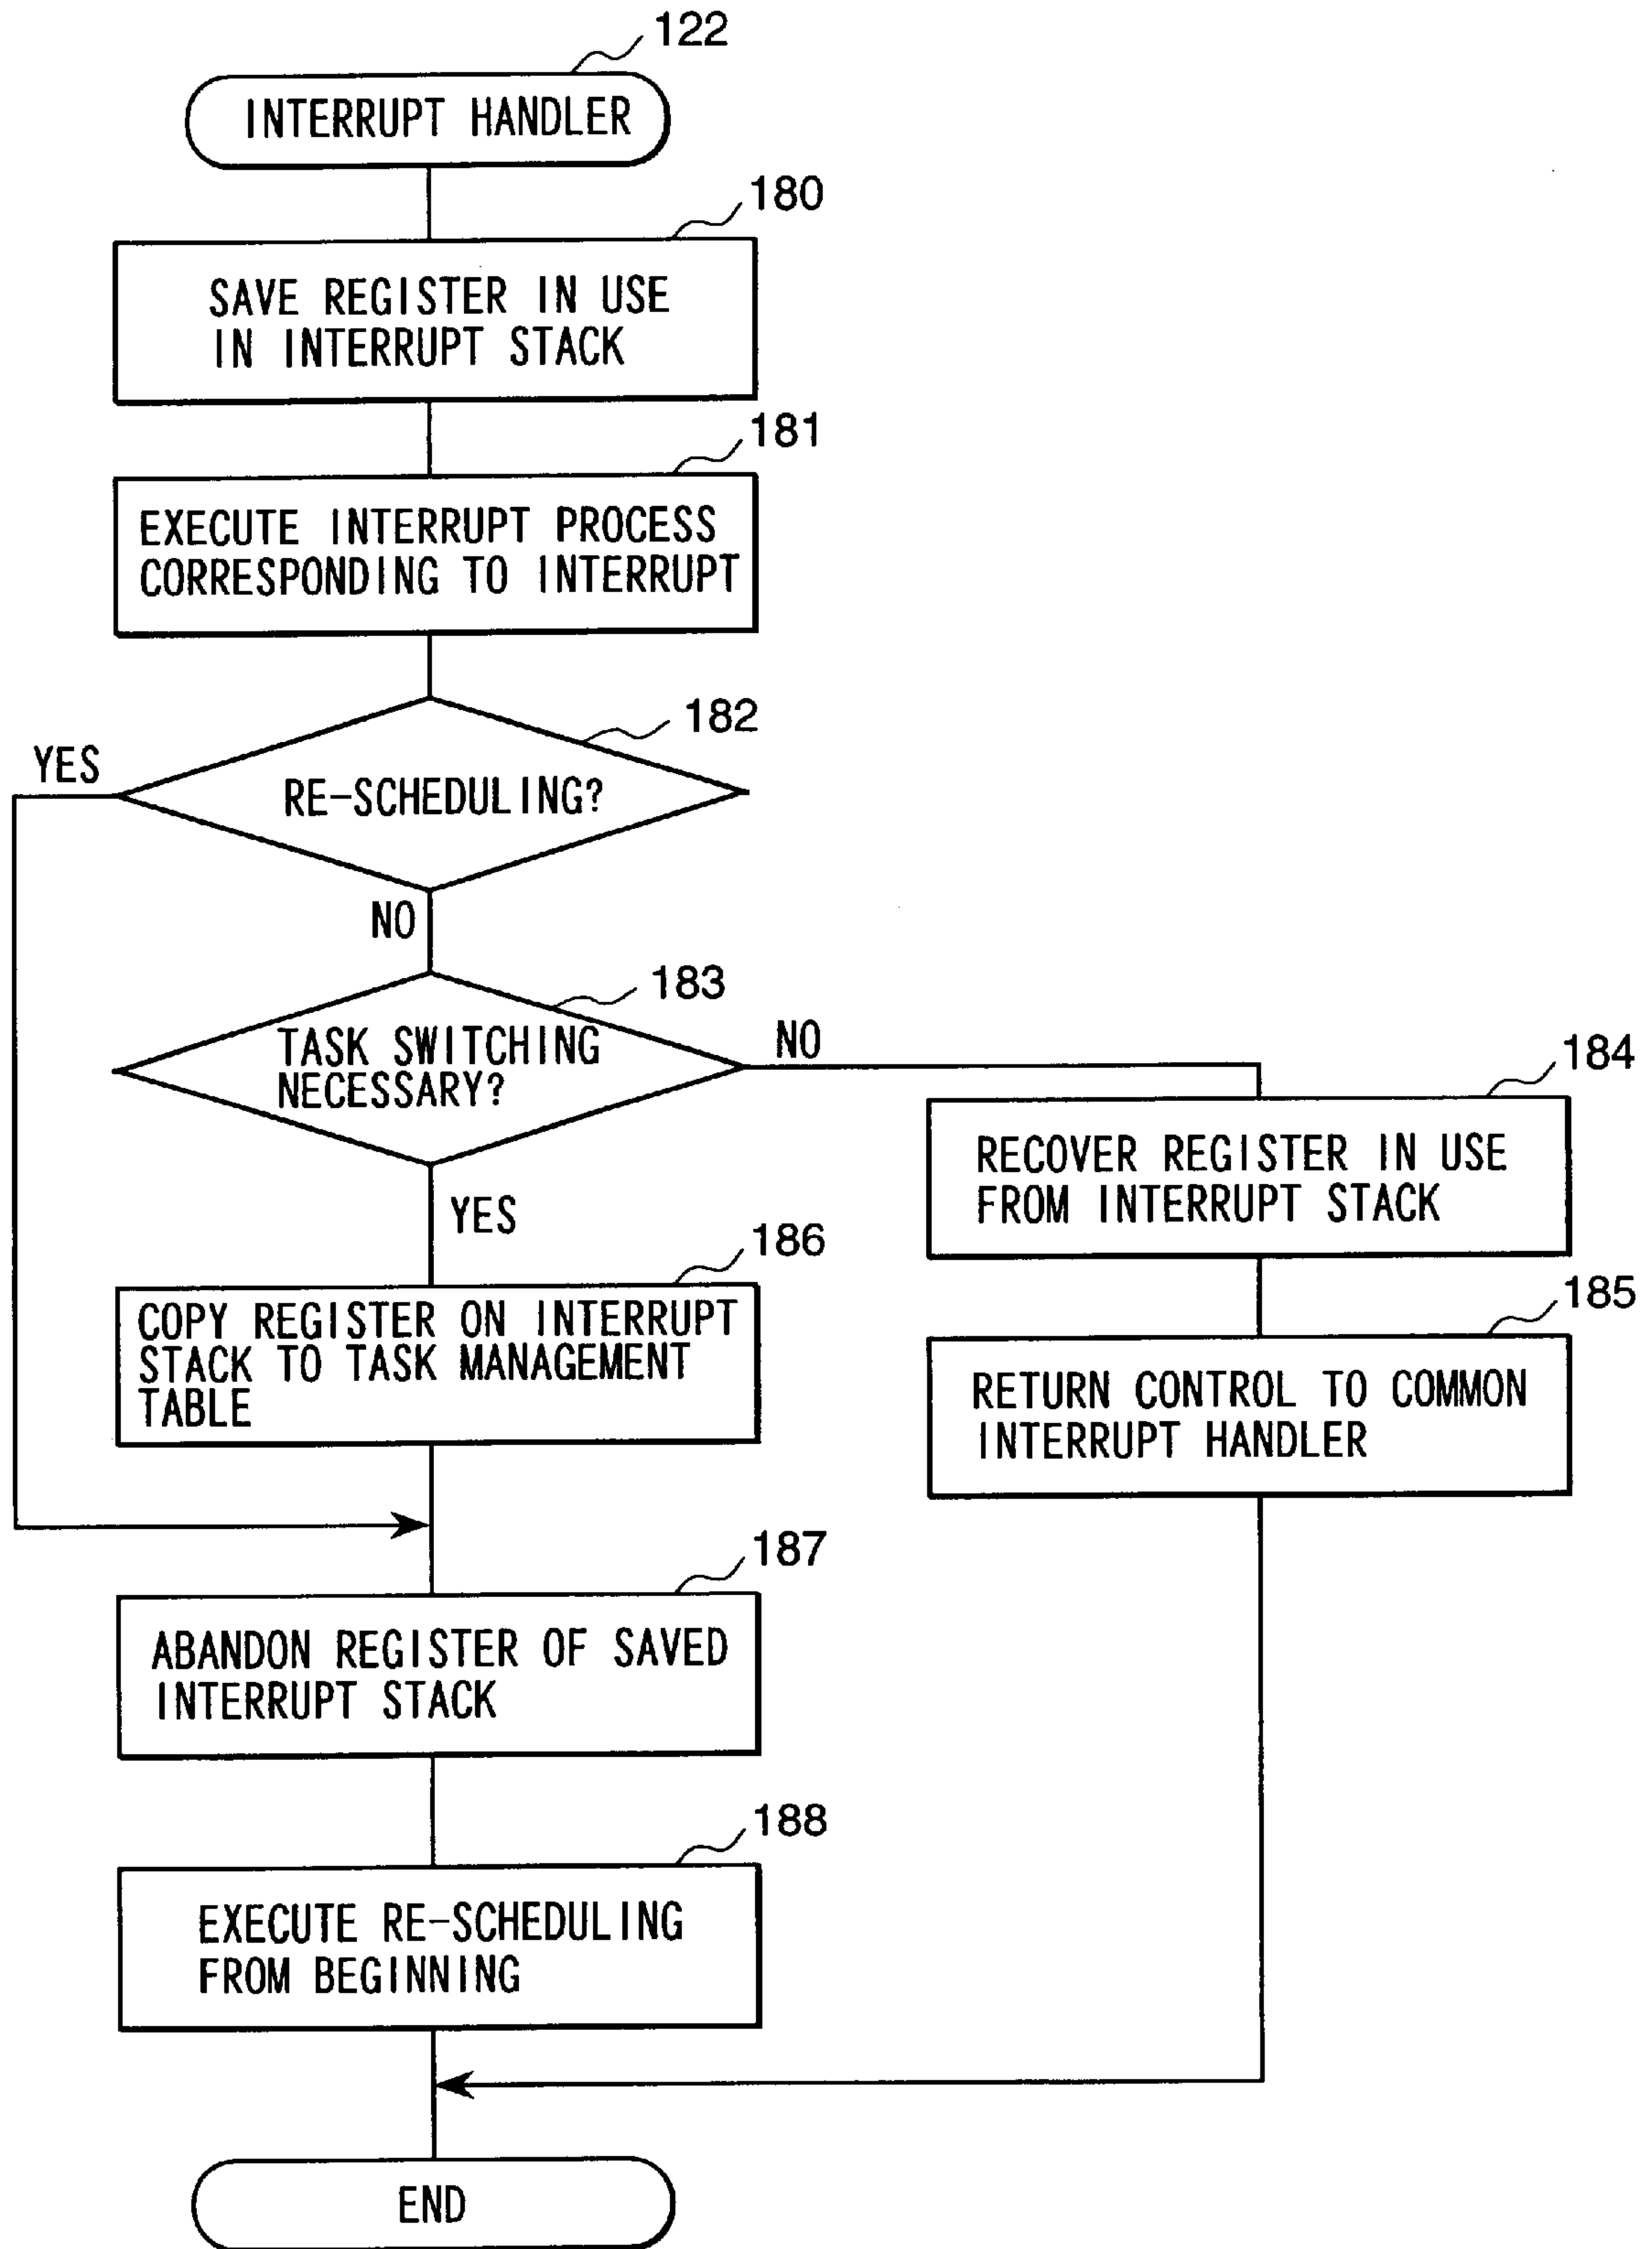 122
INTERRUPT HANDLER
180
SAVE REGISTER IN USE
IN INTERRUPT STACK
181
EXECUTE INTERRUPT PROCESS
CORRESPONDING TO INTERRUPT
182
YES
RE-SCHEDULING?
NO
183
TASK SWITCHING
NECESSARY?
NO
184
RECOVER REGISTER IN USE
FROM INTERRUPT STACK
YES
186
COPY REGISTER ON INTERRUPT
STACK TO TASK MANAGEMENT
TABLE
185
RETURN CONTROL TO COMMON
INTERRUPT HANDLER
187
ABANDON REGISTER OF SAVED
INTERRUPT STACK
188
EXECUTE RE-SCHEDULING
FROM BEGINNING
END